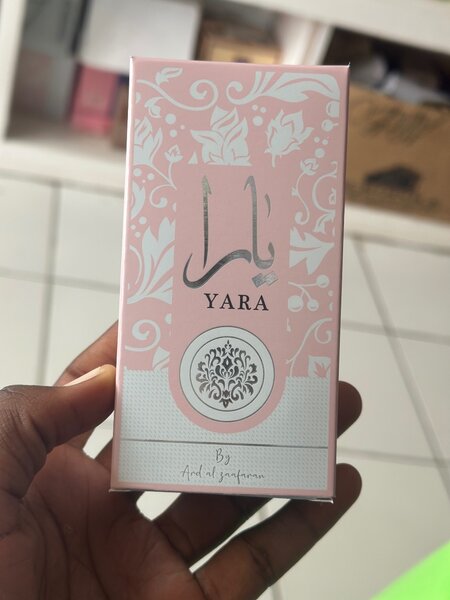 يارا
YARA
By
Ard al zaafaran